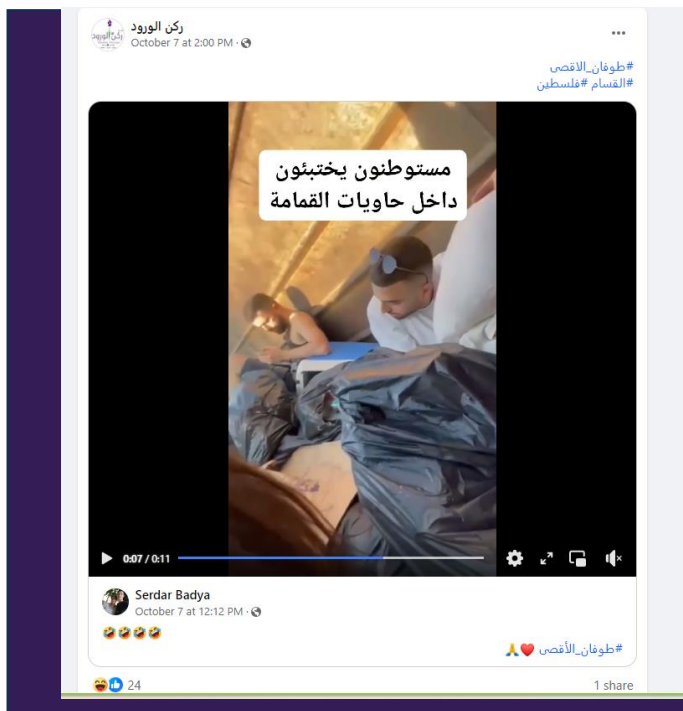 ركن الورود
October 7 at 2:00 PM ·
#طوفان_الاقصى
#القسام #فلسطين
مستوطنون يختبئون
داخل حاويات القمامة
0:07 / 0:11
Serdar Badya
October 7 at 12:12 PM ·
🤣🤣🤣🤣
#طوفان_الأقصى ❤️🙏
24
1 share